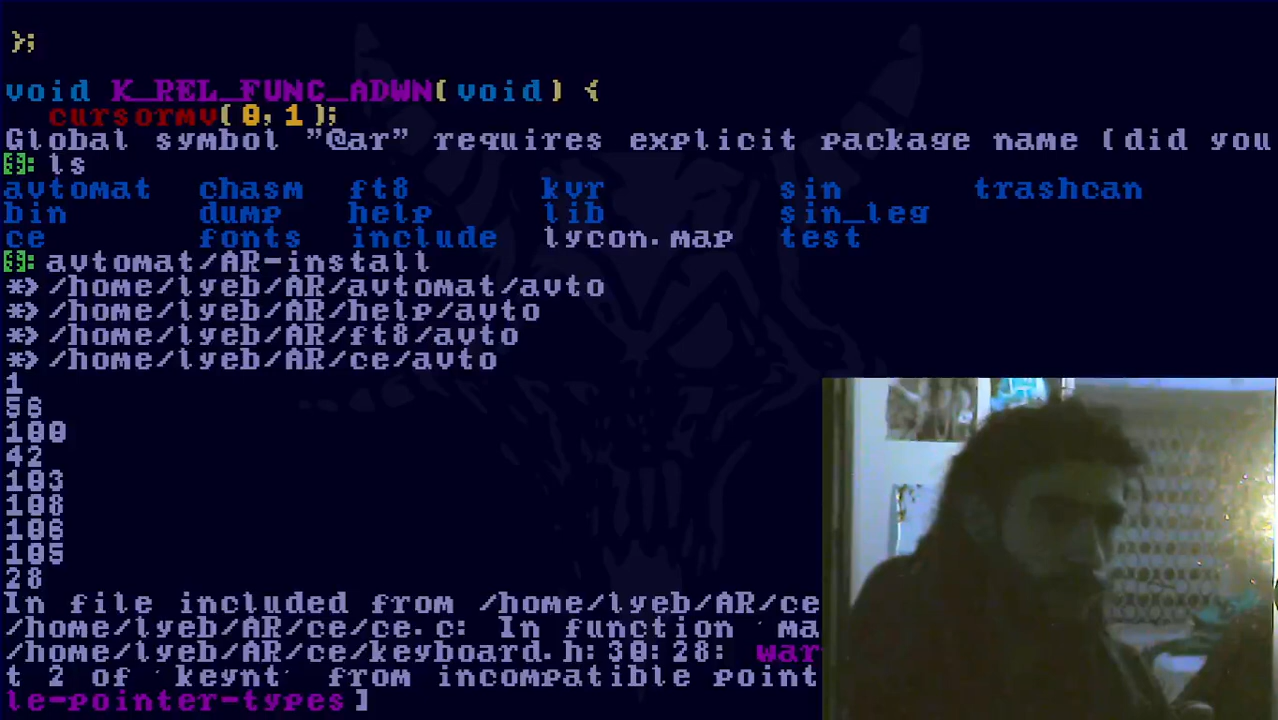 };
void K_REL_FUNC_ADWN(void) {
cursormv(0,1);
Global symbol "@ar" requires explicit package name (did you
[]: ls
avtomat chasm ft8 kvr sin trashcan
bin dump help lib sin_leg
ce fonts include lycon.map test
[]: avtomat/AR-install
*> /home/lyeb/AR/avtomat/avto
*> /home/lyeb/AR/help/avto
*> /home/lyeb/AR/ft8/avto
*> /home/lyeb/AR/ce/avto
1
56
100
42
103
108
106
105
28
In file included from /home/lyeb/AR/ce
/home/lyeb/AR/ce/ce.c: In function 'ma
/home/lyeb/AR/ce/keyboard.h:30:28: war
t 2 of 'keynt' from incompatible point
le-pointer-types]